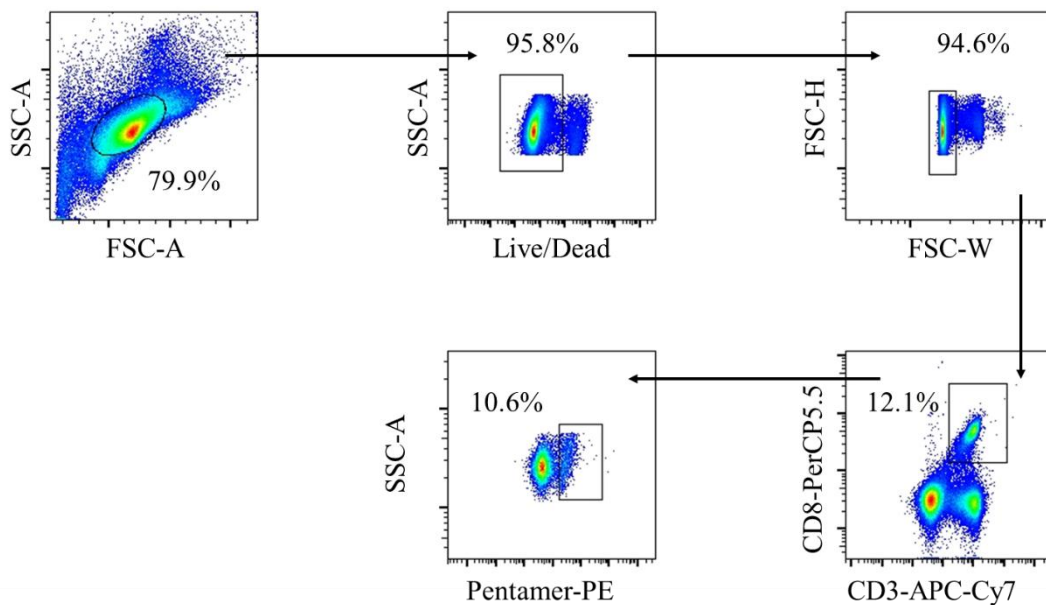 SSC-A
79.9%
FSC-A
95.8%
SSC-A
Live/Dead
94.6%
FSC-H
FSC-W
10.6%
SSC-A
Pentamer-PE
12.1%
CD8-PerCP5.5
CD3-APC-Cy7